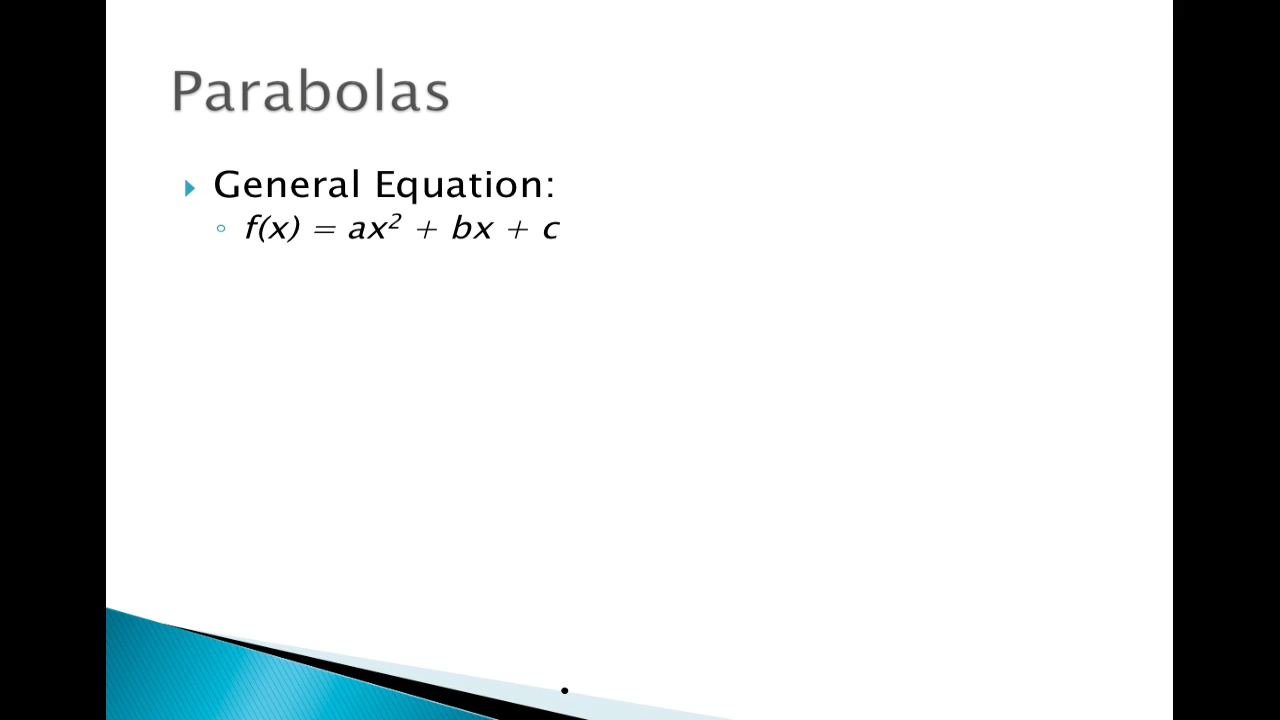 Parabolas
General Equation:
f(x) = ax² + bx + c